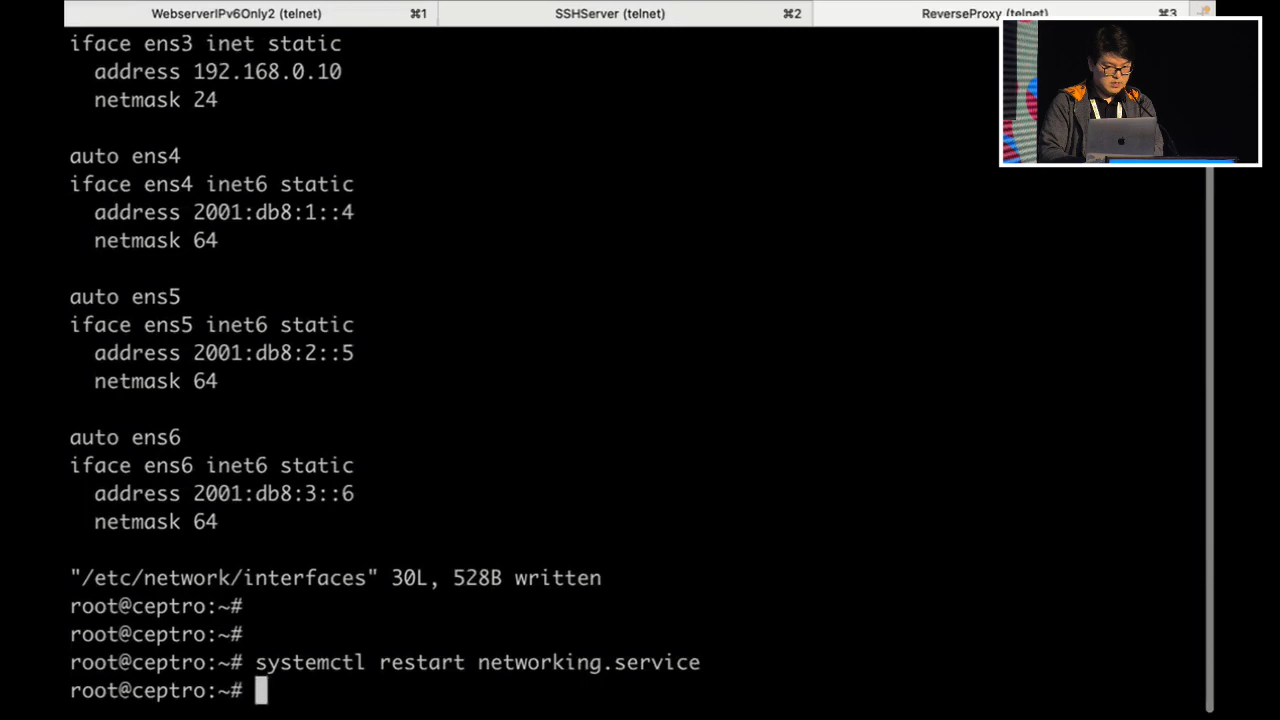 WebserverIPv6Only2 (telnet) ⌘1 SSHServer (telnet) ⌘2 ReverseProxy (telnet) ⌘3
iface ens3 inet static
address 192.168.0.10
netmask 24
auto ens4
iface ens4 inet6 static
address 2001:db8:1::4
netmask 64
auto ens5
iface ens5 inet6 static
address 2001:db8:2::5
netmask 64
auto ens6
iface ens6 inet6 static
address 2001:db8:3::6
netmask 64
"/etc/network/interfaces" 30L, 528B written
root@ceptro:~#
root@ceptro:~#
root@ceptro:~# systemctl restart networking.service
root@ceptro:~#